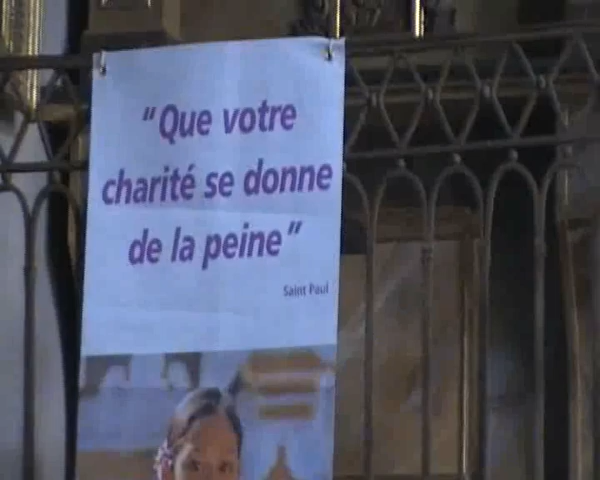 "Que votre
charité se donne
de la peine"
Saint Paul